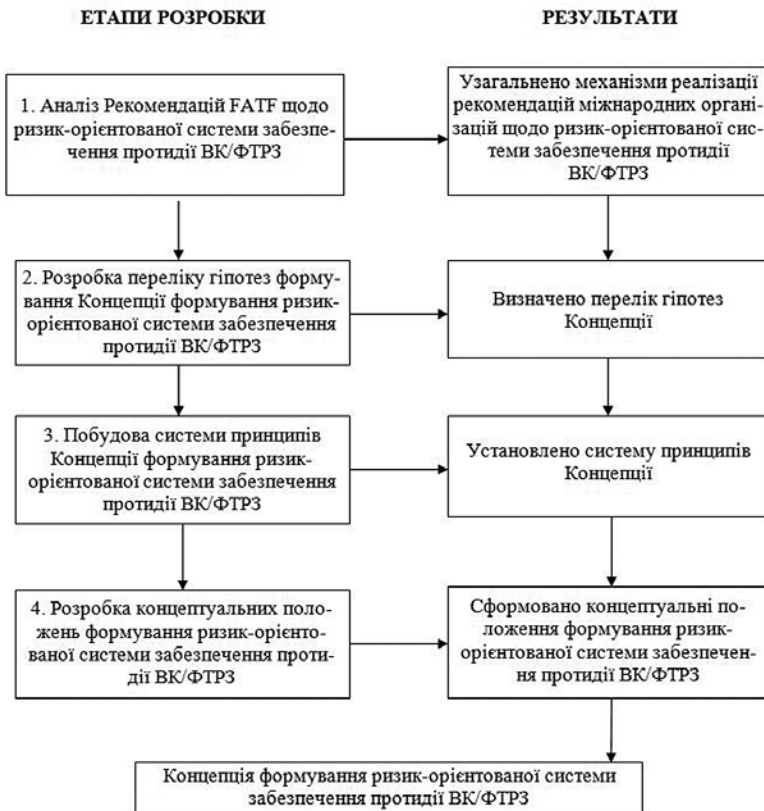 ЕТАПИ РОЗРОБКИ
РЕЗУЛЬТАТИ
1. Аналіз Рекомендацій FATF щодо
ризик-орієнтованої системи забезпе-
чення протидії ВК/ФТРЗ
Узагальнено механізми реалізації
рекомендацій міжнародних органі-
зацій щодо ризик-орієнтованої сис-
теми забезпечення протидії
ВК/ФТРЗ
2. Розробка переліку гіпотез форму-
вання Концепції формування ризик-
орієнтованої системи забезпечення
протидії ВК/ФТРЗ
Визначено перелік гіпотез
Концепції
3. Побудова системи принципів
Концепції формування ризик-
орієнтованої системи забезпечення
протидії ВК/ФТРЗ
Установлено систему принципів
Концепції
4. Розробка концептуальних поло-
жень формування ризик-орієнто-
ованої системи забезпечення проти-
дії ВК/ФТРЗ
Сформовано концептуальні по-
ложення формування ризик-
орієнтованої системи забезпечен-
ня протидії ВК/ФТРЗ
Концепція формування ризик-орієнтованої системи
забезпечення протидії ВК/ФТРЗ